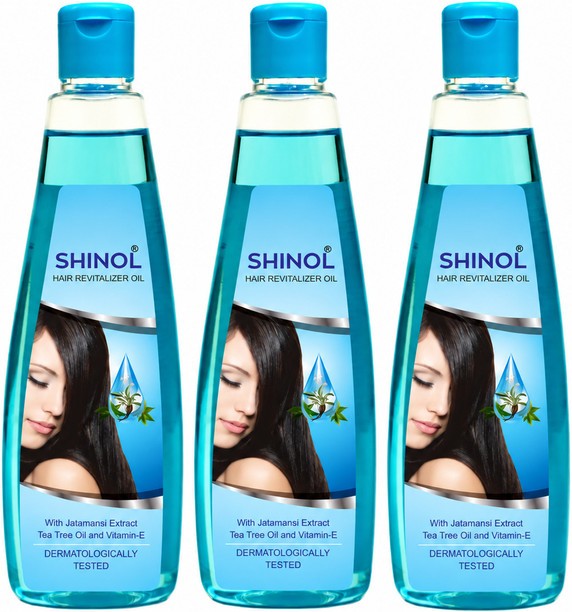 SHINOL®
HAIR REVITALIZER OIL
With Jatamansi Extract
Tea Tree Oil and Vitamin-E
DERMATOLOGICALLY
TESTED
SHINOL®
HAIR REVITALIZER OIL
With Jatamansi Extract
Tea Tree Oil and Vitamin-E
DERMATOLOGICALLY
TESTED
SHINOL®
HAIR REVITALIZER OIL
With Jatamansi Extract
Tea Tree Oil and Vitamin-E
DERMATOLOGICALLY
TESTED